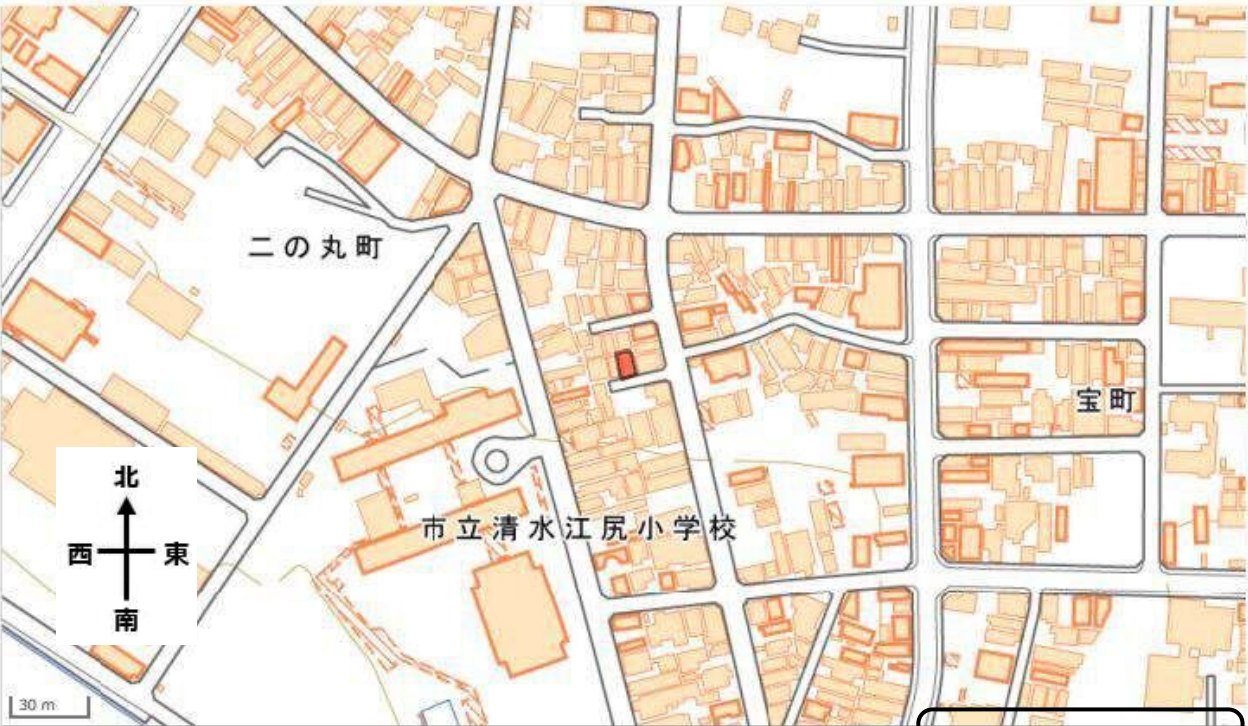 二の丸町
宝町
北
西 東
南
市立清水江尻小学校
30 m